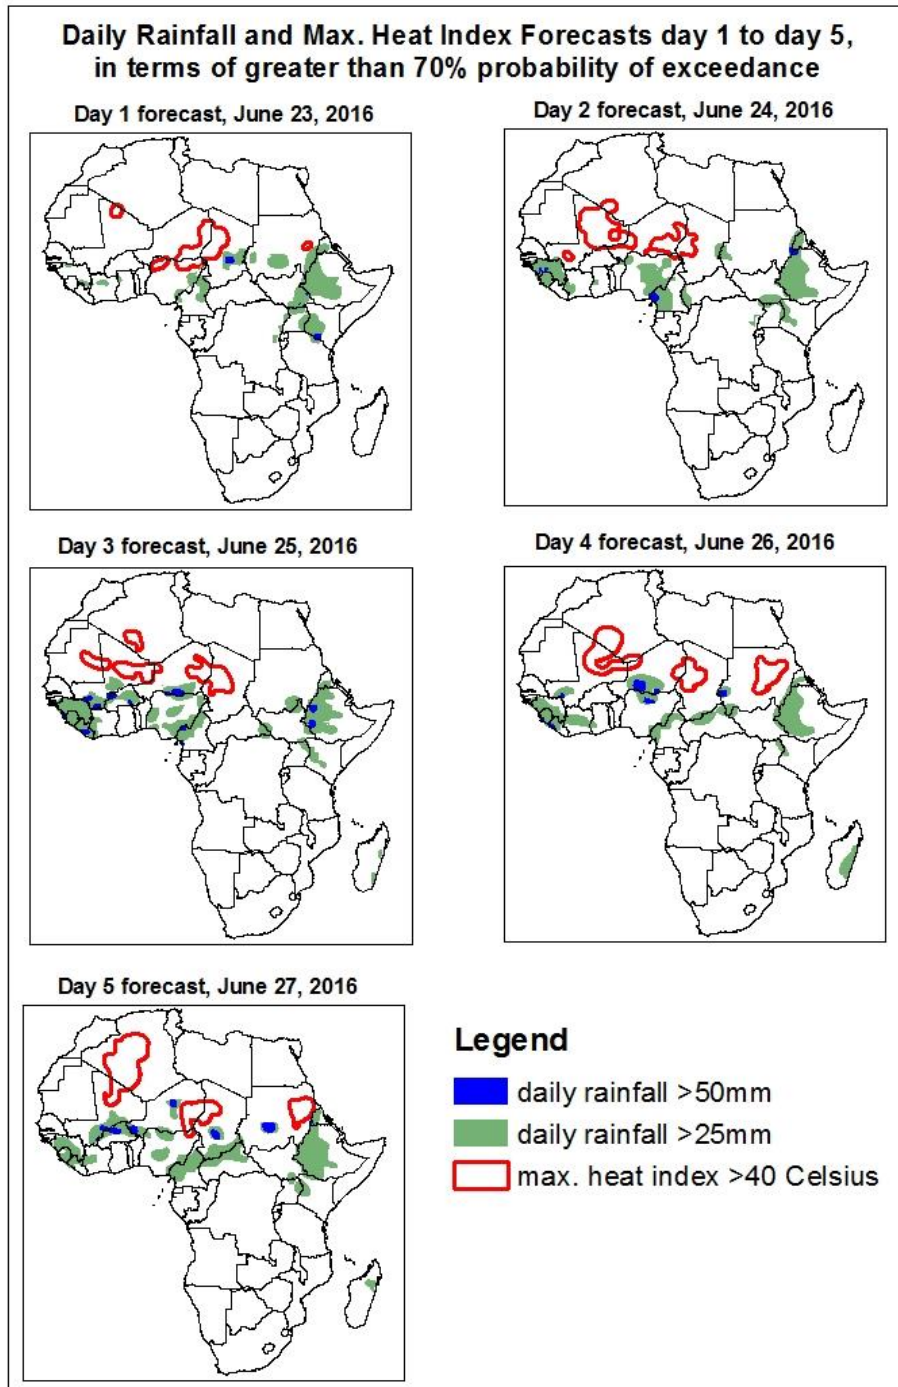 Daily Rainfall and Max. Heat Index Forecasts day 1 to day 5,
in terms of greater than 70% probability of exceedance
Day 1 forecast, June 23, 2016
Day 2 forecast, June 24, 2016
Day 3 forecast, June 25, 2016
Day 4 forecast, June 26, 2016
Day 5 forecast, June 27, 2016
Legend
daily rainfall >50mm
daily rainfall >25mm
max. heat index >40 Celsius